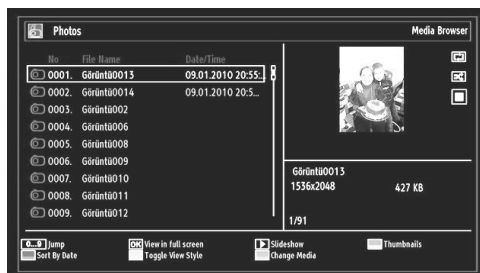 Photos Media Browser
No File Name Date/Time
0001. Görüntü0013 09.01.2010 20:55:.
0002. Görüntü0014 09.01.2010 20:5...
0003. Görüntü002
0004. Görüntü006
0005. Görüntü008
0006. Görüntü009
0007. Görüntü010
0008. Görüntü011
0009. Görüntü012
Görüntü0013
1536x2048 427 KB
1/91
0...9 Jump OK View in full screen Slideshow Thumbnails
Sort By Date Toggle View Style Change Media